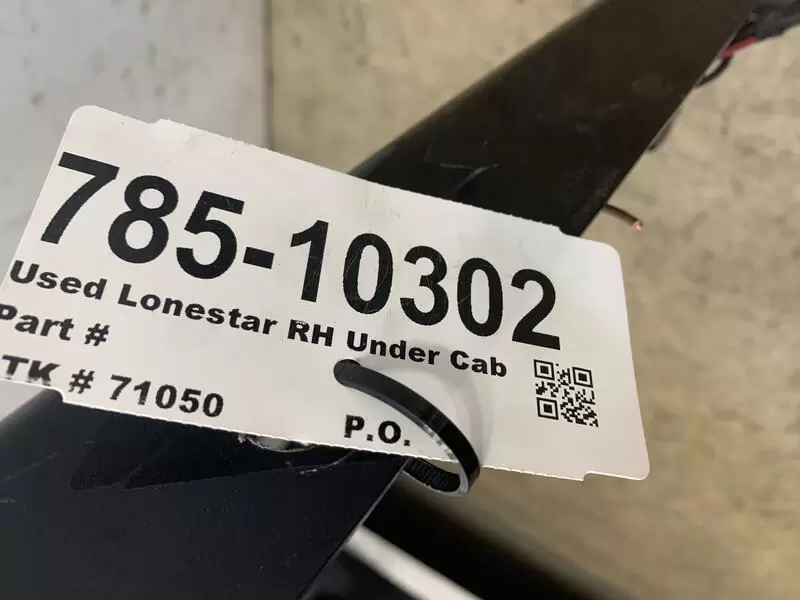 785-10302
Used Lonestar RH Under Cab
Part #
TK # 71050
P.O.